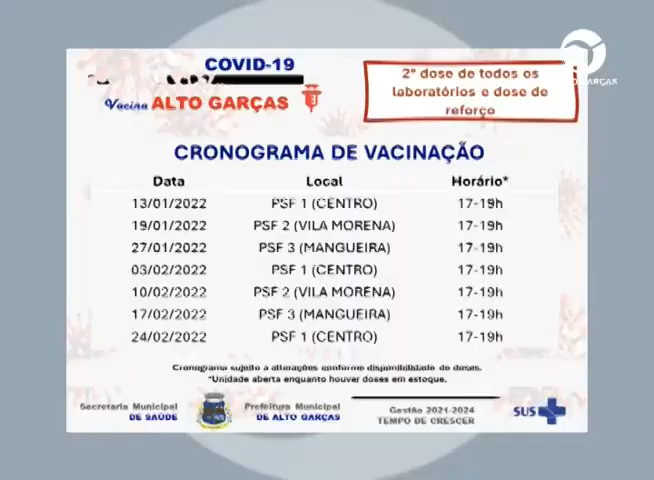 COVID-19
Vacina ALTO GARÇAS
2ª dose de todos os
laboratórios e dose de
reforço
GARÇAS
CRONOGRAMA DE VACINAÇÃO
Data Local Horário*
13/01/2022 PSF 1 (CENTRO) 17-19h
19/01/2022 PSF 2 (VILA MORENA) 17-19h
27/01/2022 PSF 3 (MANGUEIRA) 17-19h
03/02/2022 PSF 1 (CENTRO) 17-19h
10/02/2022 PSF 2 (VILA MORENA) 17-19h
17/02/2022 PSF 3 (MANGUEIRA) 17-19h
24/02/2022 PSF 1 (CENTRO) 17-19h
Cronograma sujeito a alterações conforme disponibilidade de doses.
*Unidade aberta enquanto houver doses em estoque.
Secretaria Municipal
DE SAÚDE
Prefeitura Municipal
DE ALTO GARÇAS
Gestão 2021-2024
TEMPO DE CRESCER
SUS